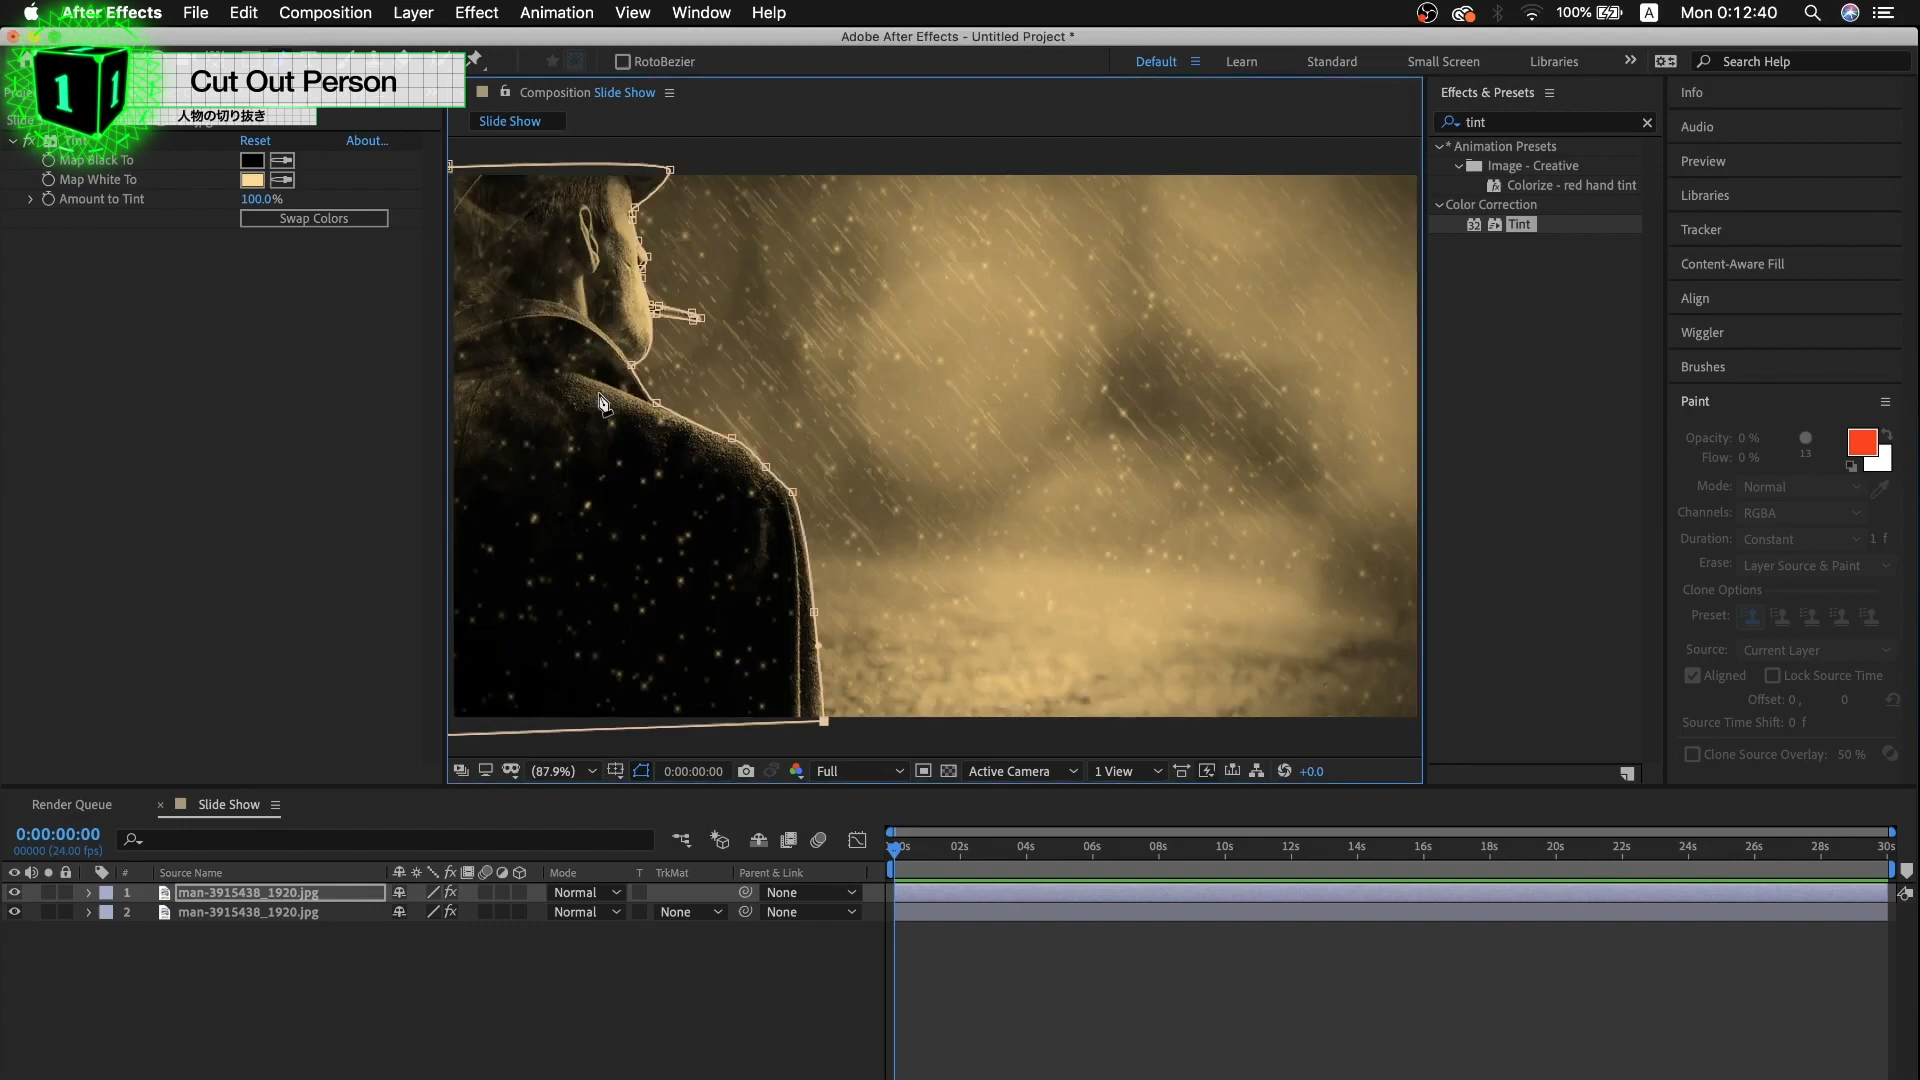 After Effects File Edit Composition Layer Effect Animation View Window Help 100% A Mon 0:12:40
Adobe After Effects - Untitled Project *
Cut Out Person
人物の切り抜き
RotoBezier Default Learn Standard Small Screen Libraries Search Help
Composition Slide Show
Slide Show
Tint Reset About...
Map Black To
Map White To
Amount to Tint 100.0%
Swap Colors
Effects & Presets
tint
* Animation Presets
Image - Creative
Colorize - red hand tint
Color Correction
32 Tint
Info
Audio
Preview
Libraries
Tracker
Content-Aware Fill
Align
Wiggler
Brushes
Paint
Opacity: 0 %
Flow: 0 % 13
Mode: Normal
Channels: RGBA
Duration: Constant 1 f
Erase: Layer Source & Paint
Clone Options
Preset:
Source: Current Layer
Aligned Lock Source Time
Offset: 0 , 0
Source Time Shift: 0 f
Clone Source Overlay: 50 %
(87.9%) 0:00:00:00 Full Active Camera 1 View +0.0
Render Queue × Slide Show
0:00:00:00
00000 (24.00 fps)
02s 04s 06s 08s 10s 12s 14s 16s 18s 20s 22s 24s 26s 28s 30s
# Source Name Mode T TrkMat Parent & Link
1 man-3915438_1920.jpg Normal None
2 man-3915438_1920.jpg Normal None None